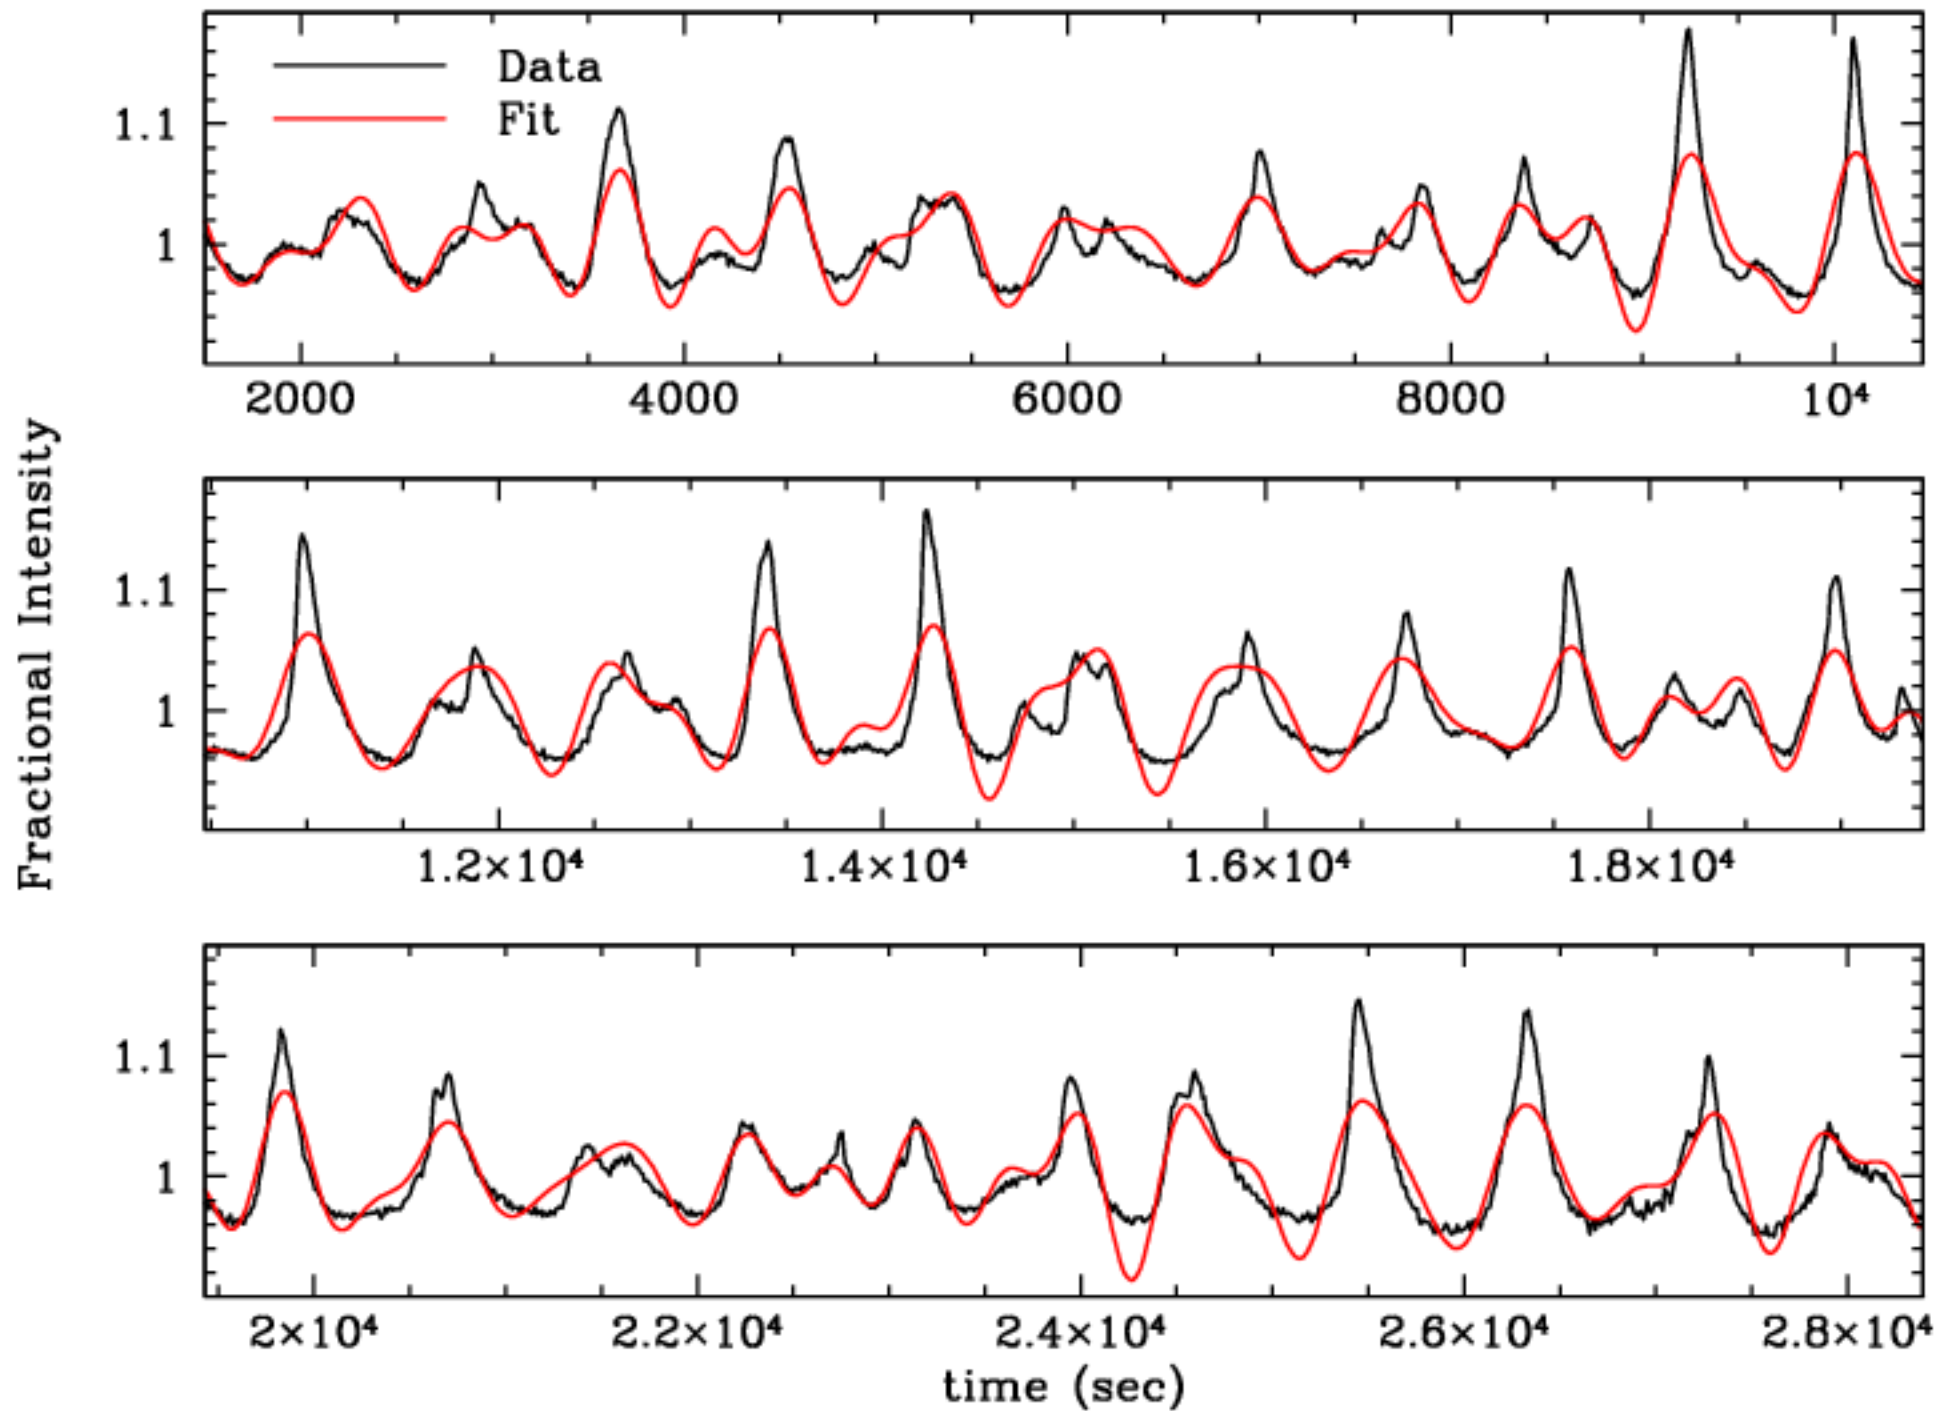 Data
Fit
1.1
1
2000 4000 6000 8000 10⁴
Fractional Intensity
1.1
1
1.2×10⁴ 1.4×10⁴ 1.6×10⁴ 1.8×10⁴
1.1
1
2×10⁴ 2.2×10⁴ 2.4×10⁴ 2.6×10⁴ 2.8×10⁴
time (sec)